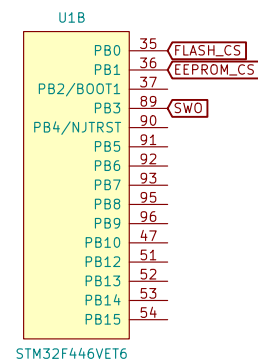 U1B
PB0 35 FLASH_CS
PB1 36 EEPROM_CS
PB2/BOOT1 37
PB3 89 SWO
PB4/NJTRST 90
PB5 91
PB6 92
PB7 93
PB8 95
PB9 96
PB10 47
PB12 51
PB13 52
PB14 53
PB15 54
STM32F446VET6